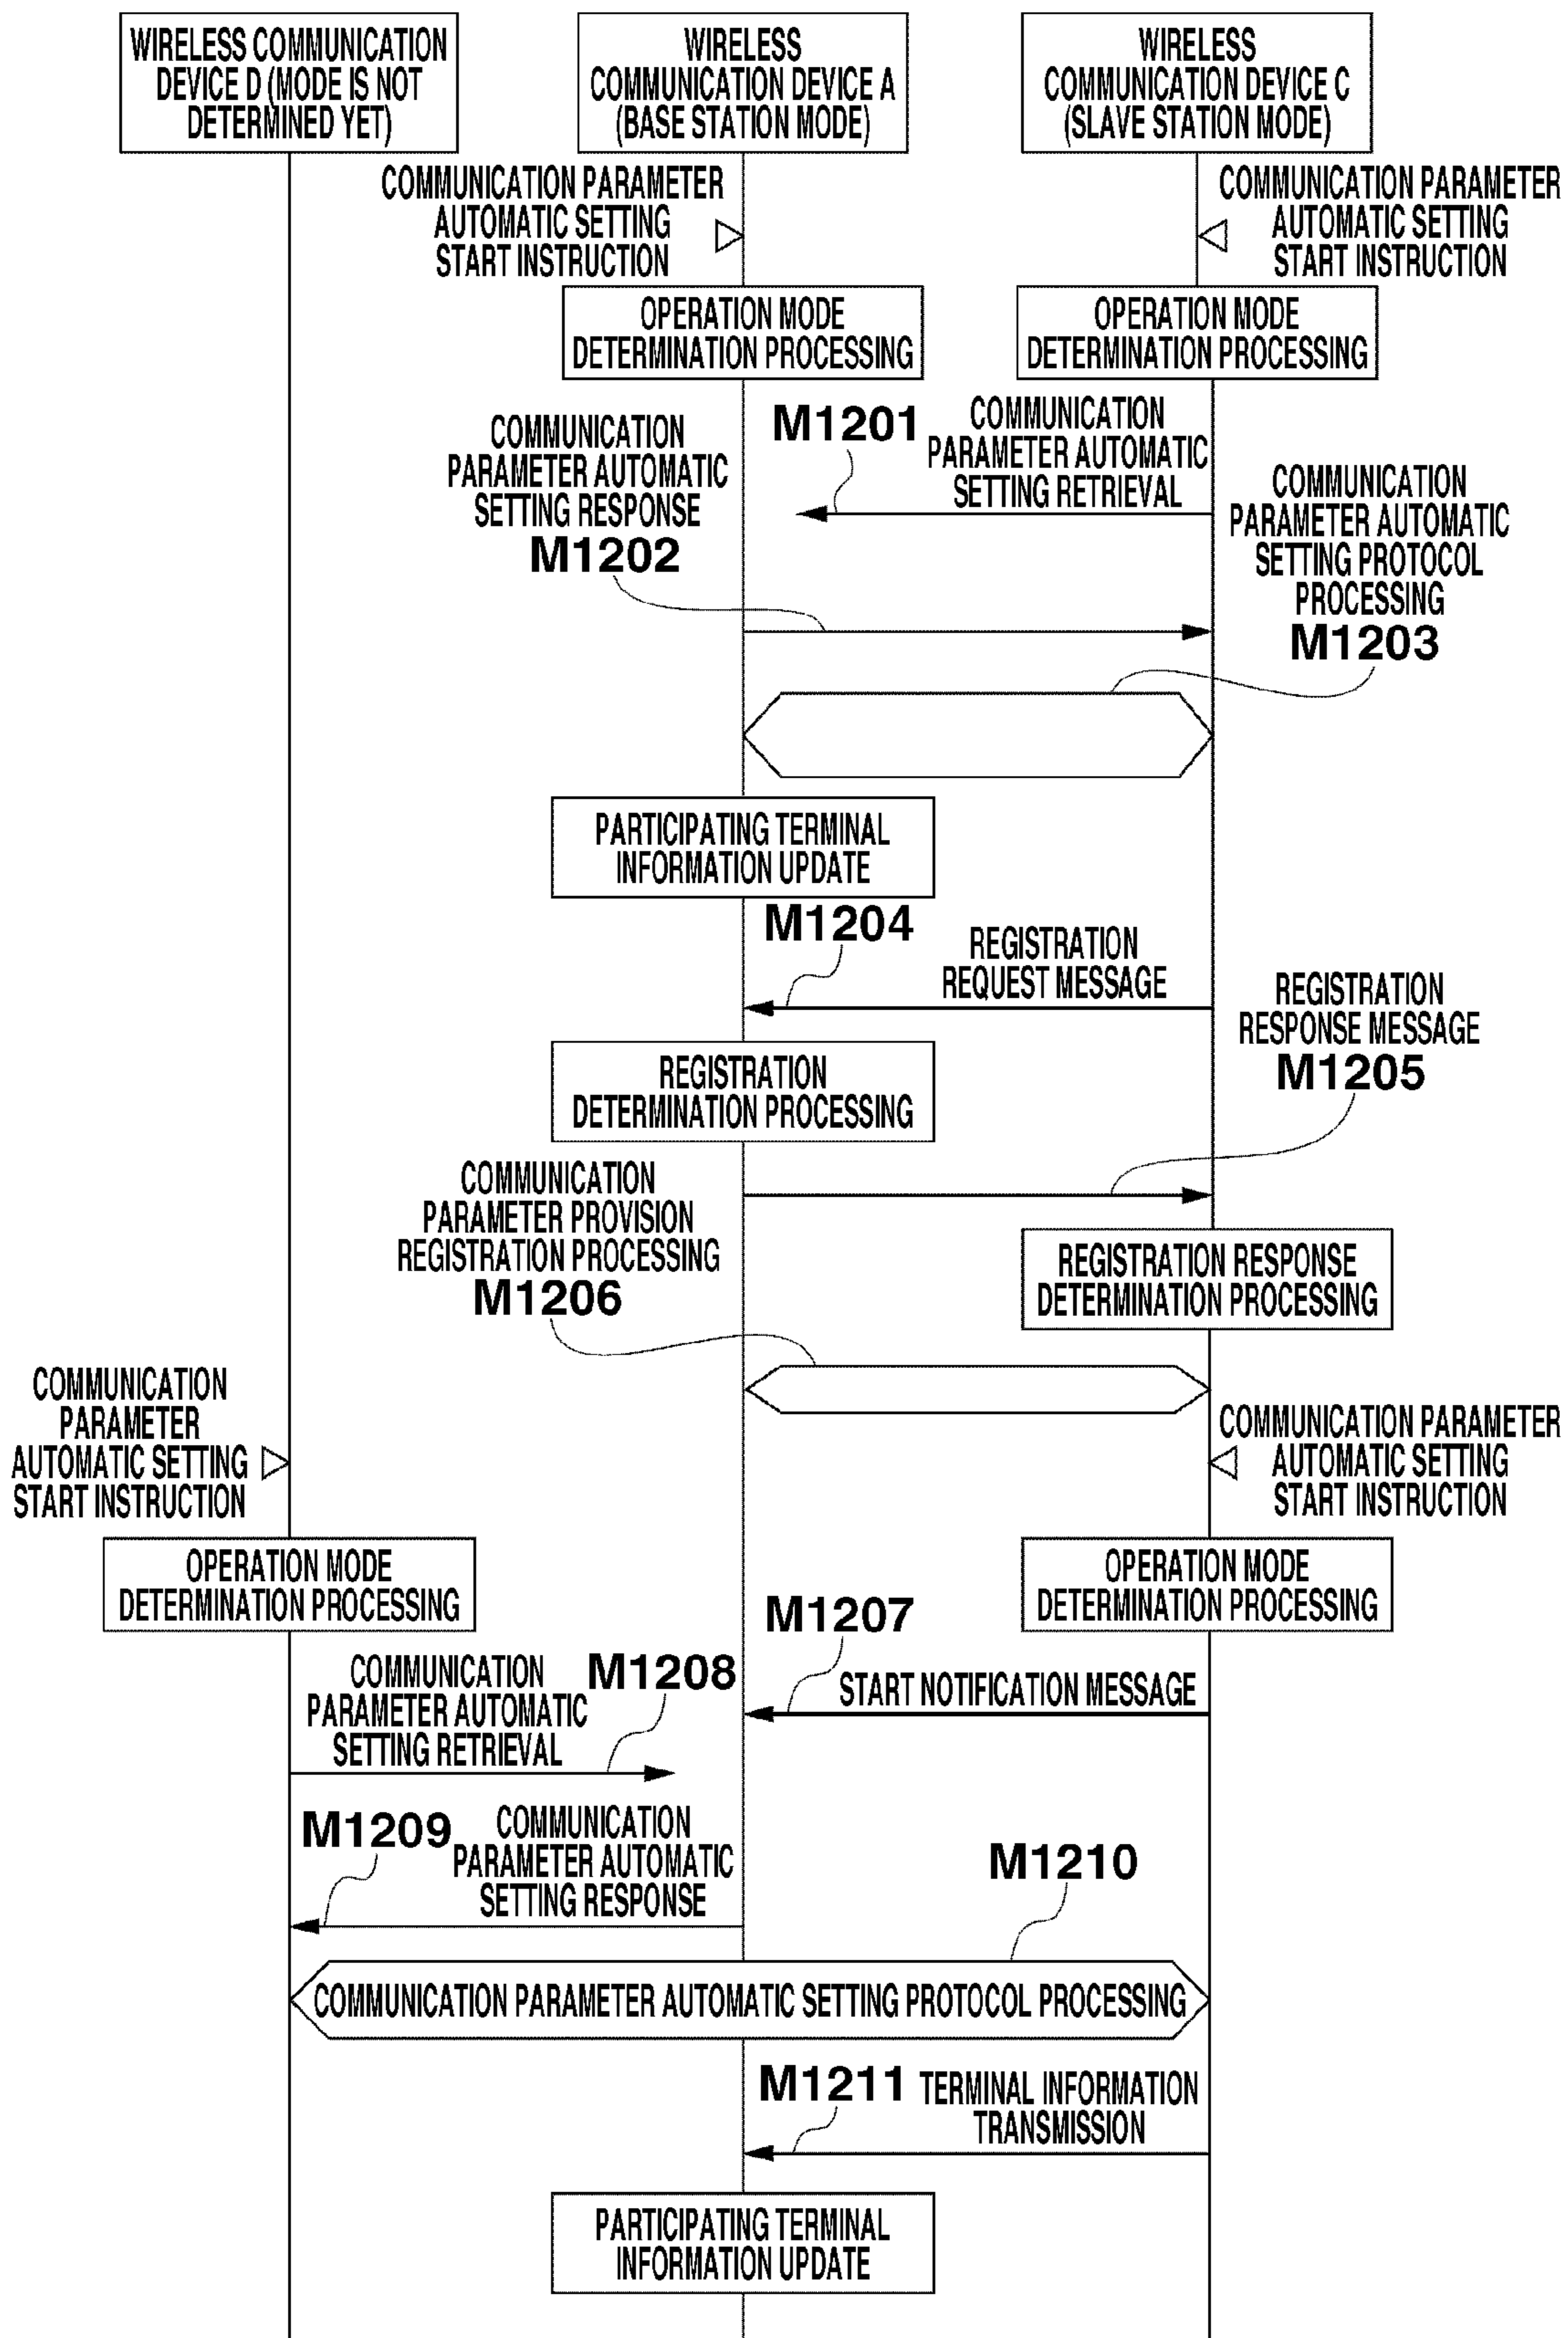 WIRELESS COMMUNICATION
DEVICE D (MODE IS NOT
DETERMINED YET)
WIRELESS
COMMUNICATION DEVICE A
(BASE STATION MODE)
WIRELESS
COMMUNICATION DEVICE C
(SLAVE STATION MODE)
COMMUNICATION PARAMETER
AUTOMATIC SETTING
START INSTRUCTION
COMMUNICATION PARAMETER
AUTOMATIC SETTING
START INSTRUCTION
OPERATION MODE
DETERMINATION PROCESSING
OPERATION MODE
DETERMINATION PROCESSING
M1201
COMMUNICATION
PARAMETER AUTOMATIC
SETTING RETRIEVAL
COMMUNICATION
PARAMETER AUTOMATIC
SETTING RESPONSE
M1202
COMMUNICATION
PARAMETER AUTOMATIC
SETTING PROTOCOL
PROCESSING
M1203
PARTICIPATING TERMINAL
INFORMATION UPDATE
M1204
REGISTRATION
REQUEST MESSAGE
REGISTRATION
RESPONSE MESSAGE
M1205
REGISTRATION
DETERMINATION PROCESSING
COMMUNICATION
PARAMETER PROVISION
REGISTRATION PROCESSING
M1206
REGISTRATION RESPONSE
DETERMINATION PROCESSING
COMMUNICATION
PARAMETER
AUTOMATIC SETTING
START INSTRUCTION
COMMUNICATION PARAMETER
AUTOMATIC SETTING
START INSTRUCTION
OPERATION MODE
DETERMINATION PROCESSING
OPERATION MODE
DETERMINATION PROCESSING
M1207
START NOTIFICATION MESSAGE
COMMUNICATION
PARAMETER AUTOMATIC
SETTING RETRIEVAL
M1208
M1209
COMMUNICATION
PARAMETER AUTOMATIC
SETTING RESPONSE
M1210
COMMUNICATION PARAMETER AUTOMATIC SETTING PROTOCOL PROCESSING
M1211
TERMINAL INFORMATION
TRANSMISSION
PARTICIPATING TERMINAL
INFORMATION UPDATE